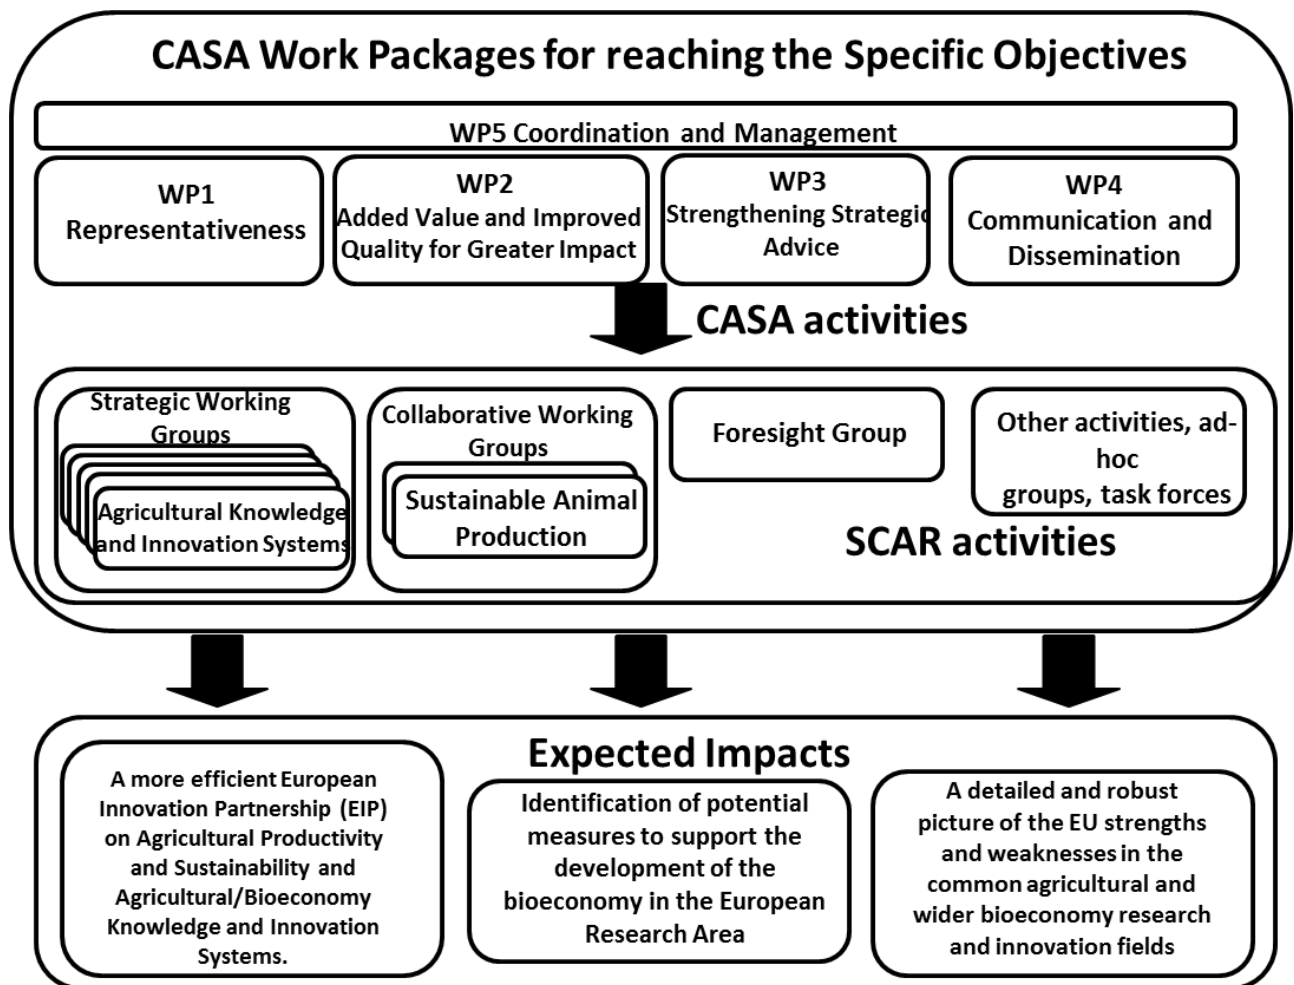 CASA Work Packages for reaching the Specific Objectives
WP5 Coordination and Management
WP1
Representativeness
WP2
Added Value and Improved
Quality for Greater Impact
WP3
Strengthening Strategic
Advice
WP4
Communication and
Dissemination
CASA activities
Strategic Working
Groups
Agricultural Knowledge
and Innovation Systems
Collaborative Working
Groups
Sustainable Animal
Production
Foresight Group
Other activities, ad-
hoc
groups, task forces
SCAR activities
Expected Impacts
A more efficient European
Innovation Partnership (EIP)
on Agricultural Productivity
and Sustainability and
Agricultural/Bioeconomy
Knowledge and Innovation
Systems.
Identification of potential
measures to support the
development of the
bioeconomy in the European
Research Area
A detailed and robust
picture of the EU strengths
and weaknesses in the
common agricultural and
wider bioeconomy research
and innovation fields